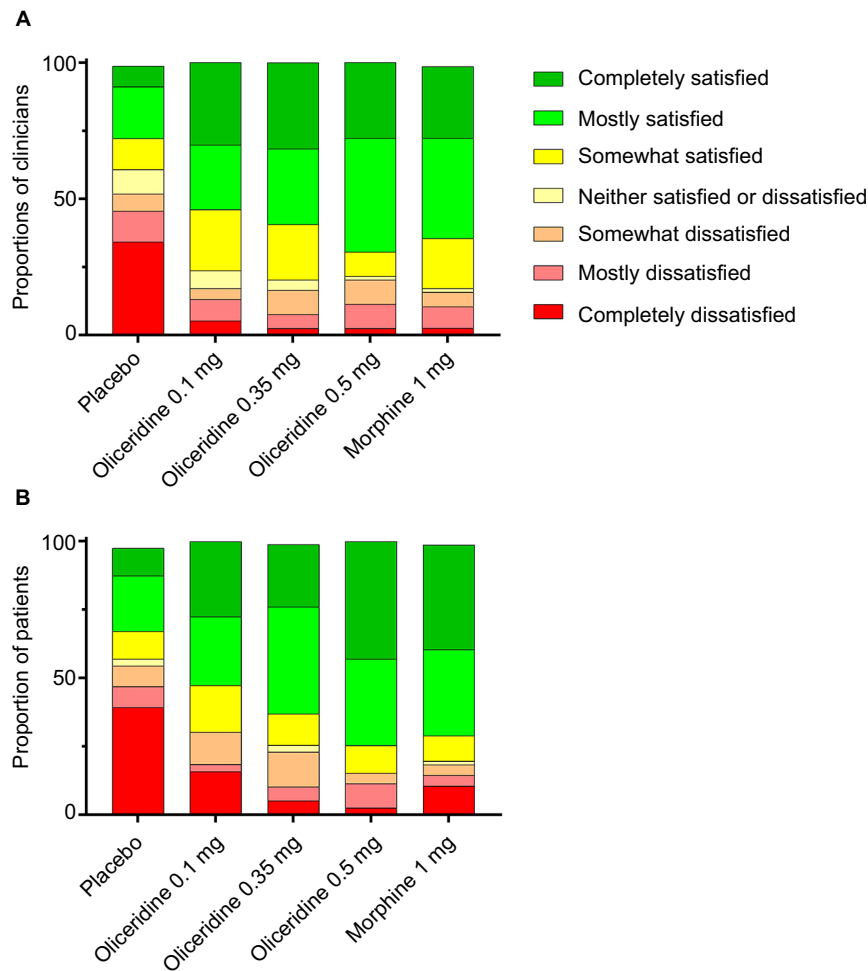 A
Proportions of clinicians
100
50
0
Placebo
Oliceridine 0.1 mg
Oliceridine 0.35 mg
Oliceridine 0.5 mg
Morphine 1 mg
Completely satisfied
Mostly satisfied
Somewhat satisfied
Neither satisfied or dissatisfied
Somewhat dissatisfied
Mostly dissatisfied
Completely dissatisfied
B
Proportion of patients
100
50
0
Placebo
Oliceridine 0.1 mg
Oliceridine 0.35 mg
Oliceridine 0.5 mg
Morphine 1 mg